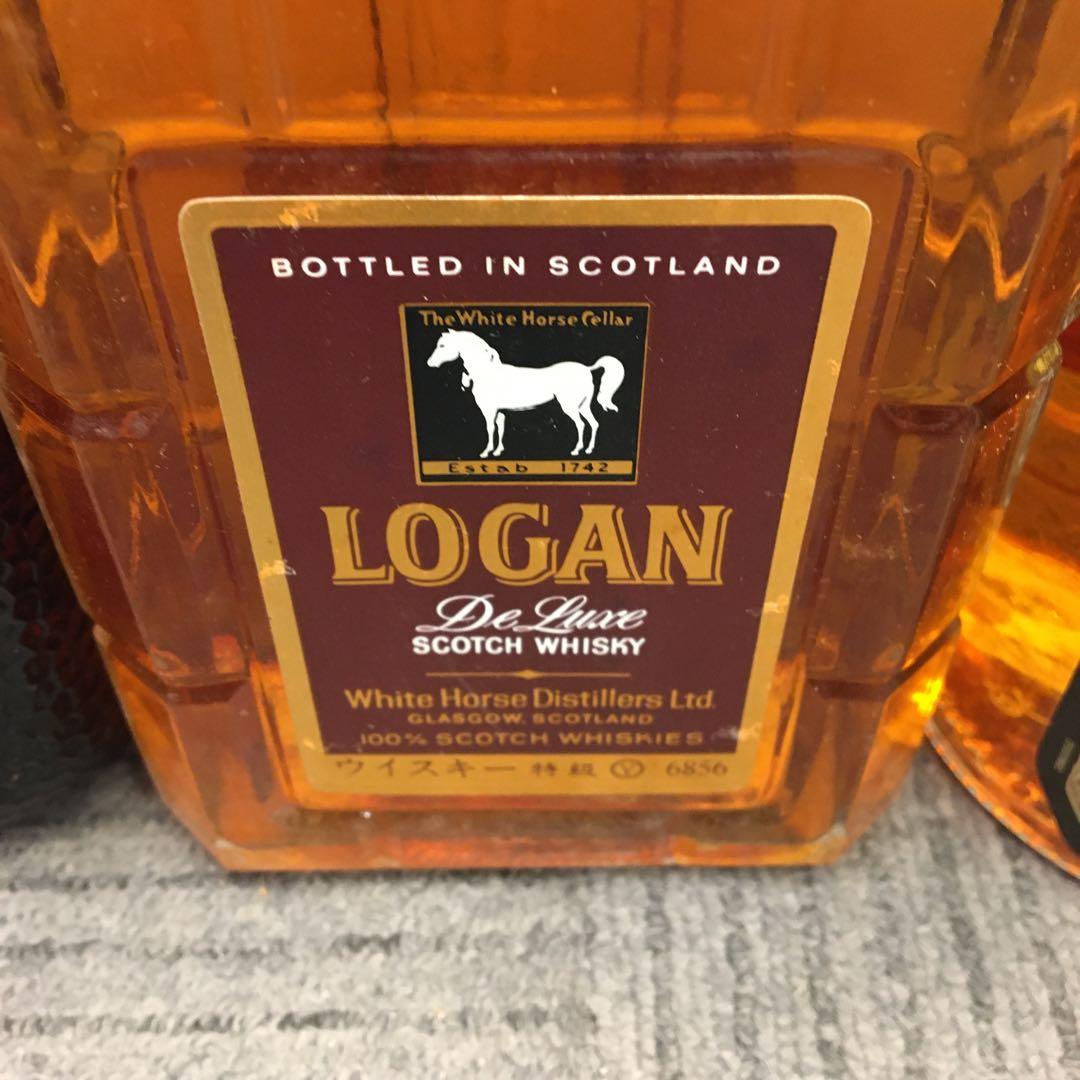 BOTTLED IN SCOTLAND
The White Horse Cellar
Estab 1742
LOGAN
De Luxe
SCOTCH WHISKY
White Horse Distillers Ltd.
GLASGOW, SCOTLAND
100% SCOTCH WHISKIES
ウイスキー 特級 Ⓨ 6856